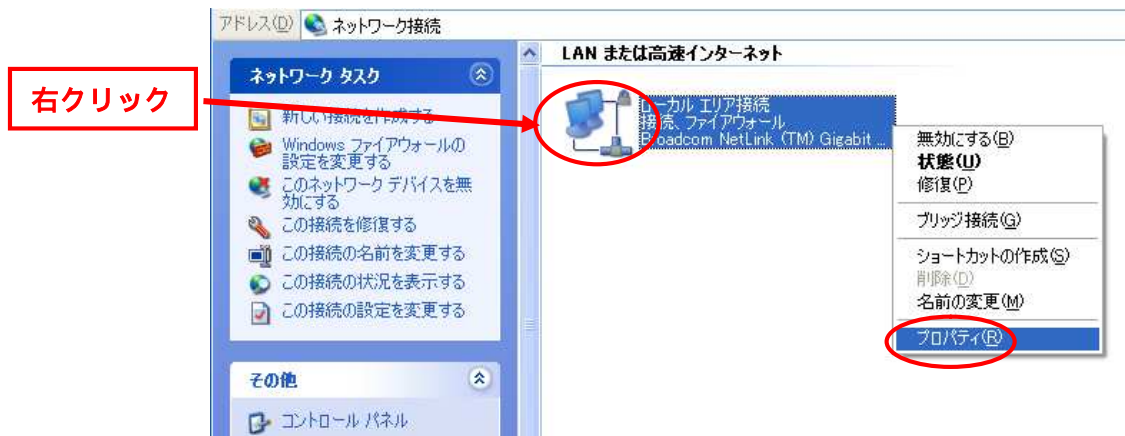 アドレス(D) ネットワーク接続
LAN または高速インターネット
ネットワーク タスク
右クリック
新しい接続を作成する
Windows ファイアウォールの
設定を変更する
このネットワーク デバイスを無
効にする
この接続を修復する
この接続の名前を変更する
この接続の状況を表示する
この接続の設定を変更する
その他
コントロール パネル
ローカル エリア接続
接続、ファイアウォール
Broadcom NetLink (TM) Gigabit ...
無効にする(B)
状態(U)
修復(P)
ブリッジ接続(G)
ショートカットの作成(S)
削除(D)
名前の変更(M)
プロパティ(R)